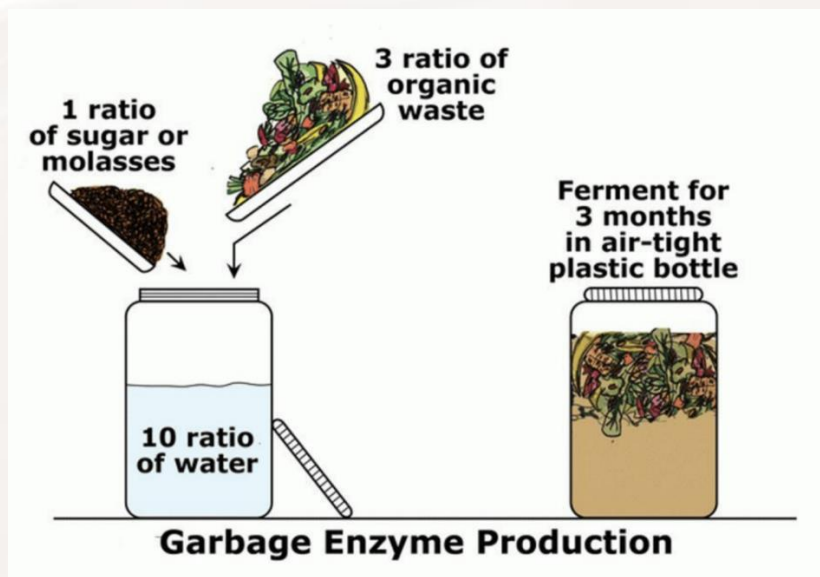 1 ratio
of sugar or
molasses
3 ratio of
organic
waste
10 ratio
of water
Ferment for
3 months
in air-tight
plastic bottle
Garbage Enzyme Production